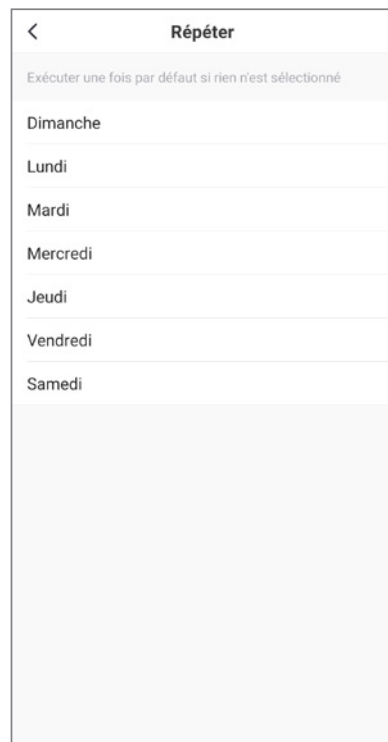 Répéter
Exécuter une fois par défaut si rien n'est sélectionné
Dimanche
Lundi
Mardi
Mercredi
Jeudi
Vendredi
Samedi